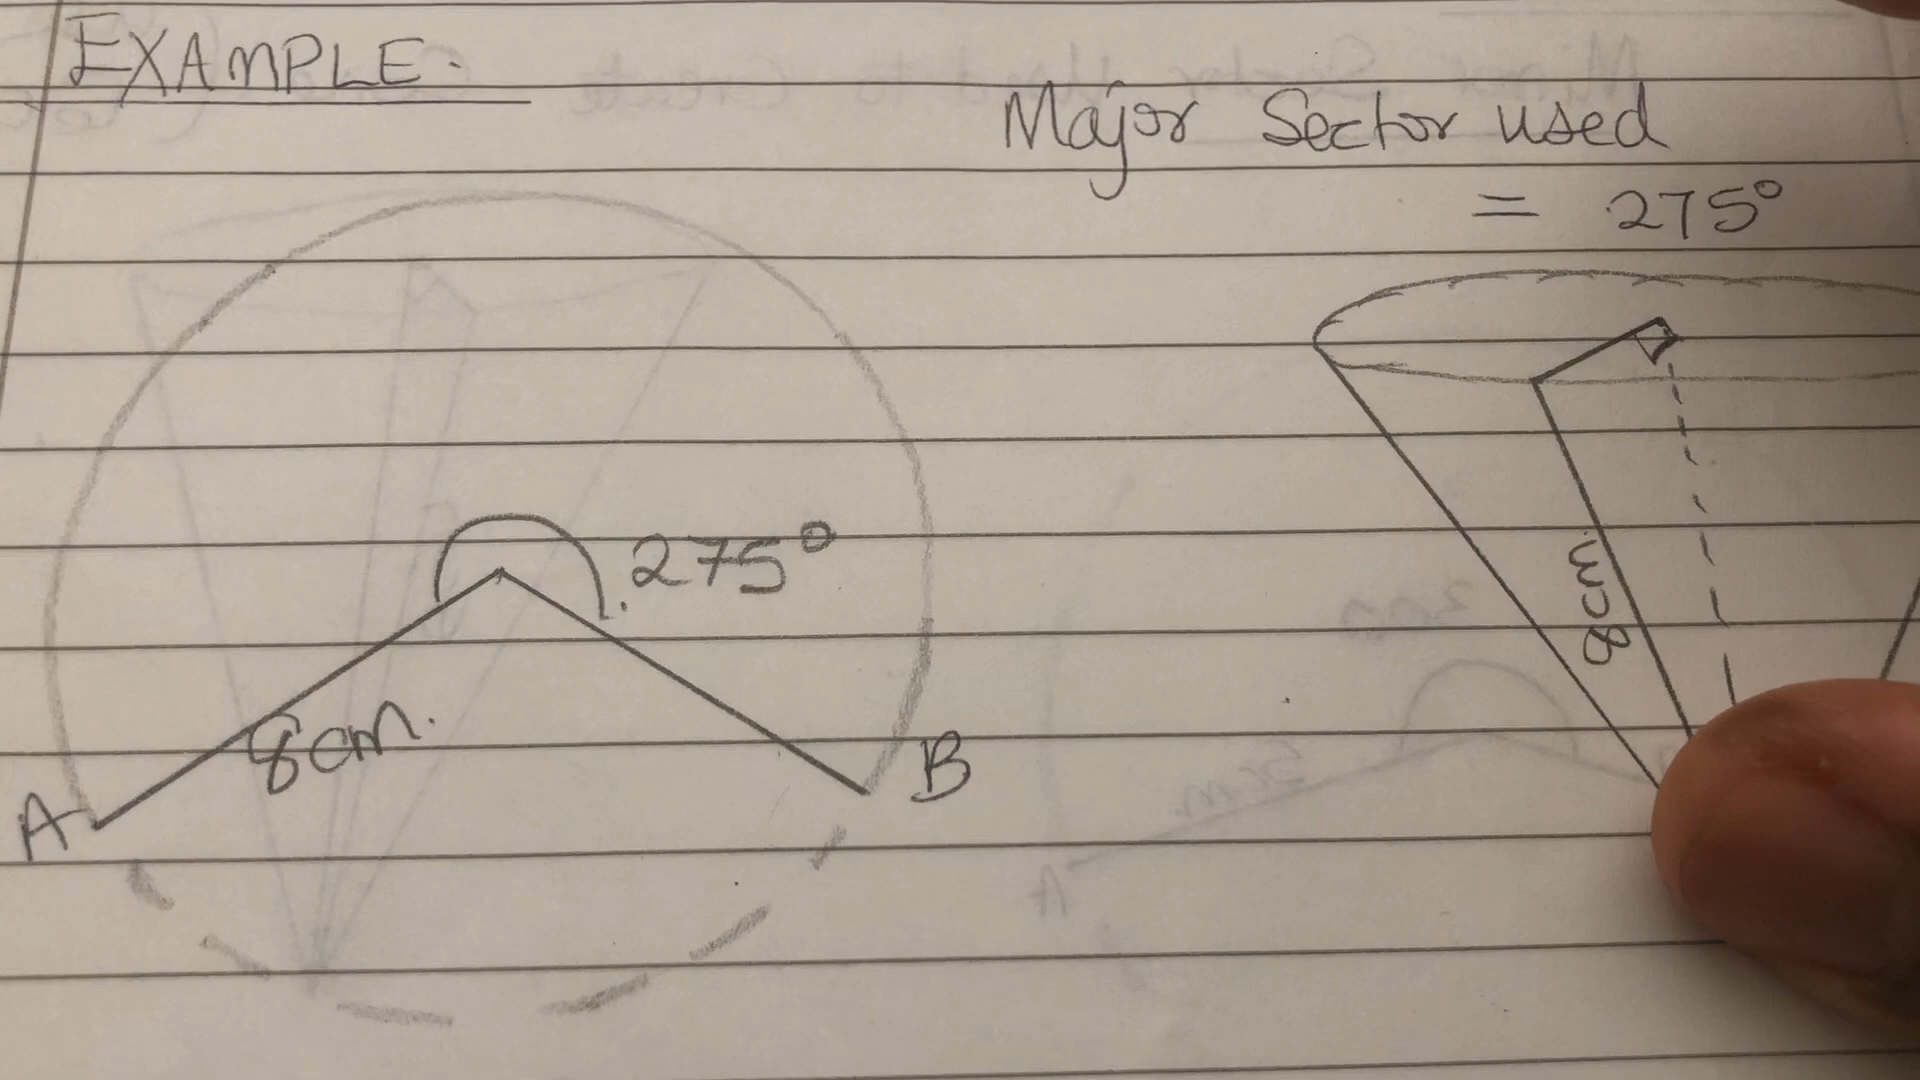 EXAMPLE.
Major Sector used
= 275°
275°
8cm.
A
B
8cm